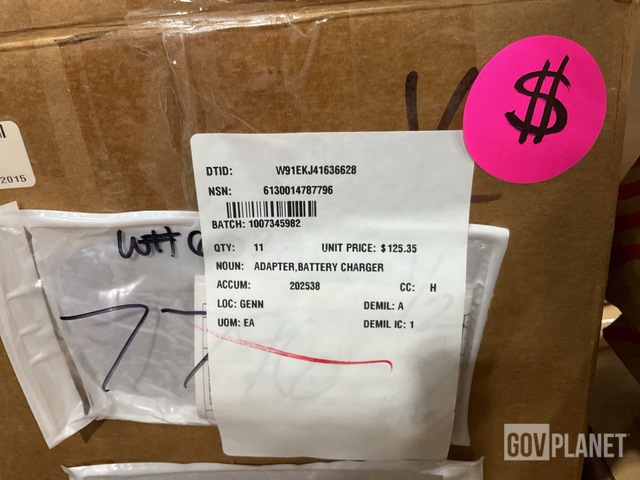 $
2015
DTID: W91EKJ41636628
NSN: 6130014787796
BATCH: 1007345982
QTY: 11 UNIT PRICE: $125.35
NOUN: ADAPTER,BATTERY CHARGER
ACCUM: 202538 CC: H
LOC: GENN DEMIL: A
UOM: EA DEMIL IC: 1
77
GOVPLANET